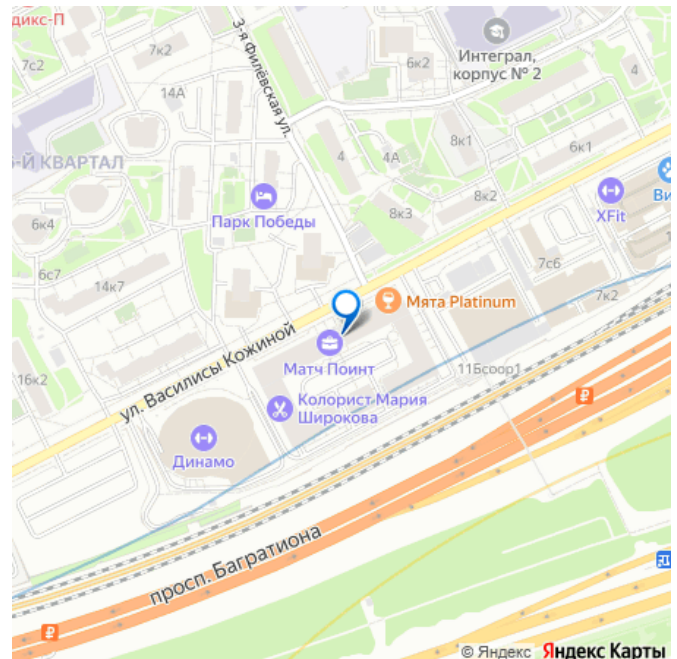 дикс-П
7к2
7с2
14А
3-я Филёвская ул.
6к2
Интеграл,
корпус № 2
4
-Й КВАРТАЛ
4
4А
8к1
6к1
Парк Победы
8к3
8к2
XFit
Ви
6к4
6с7
14к7
Мята Platinum
7с6
7к2
1
ул. Василисы Кожиной
Матч Поинт
11Бсоор1
16к2
Колорист Мария
Широкова
₽
Динамо
просп. Багратиона
₽
© Яндекс Яндекс Карты